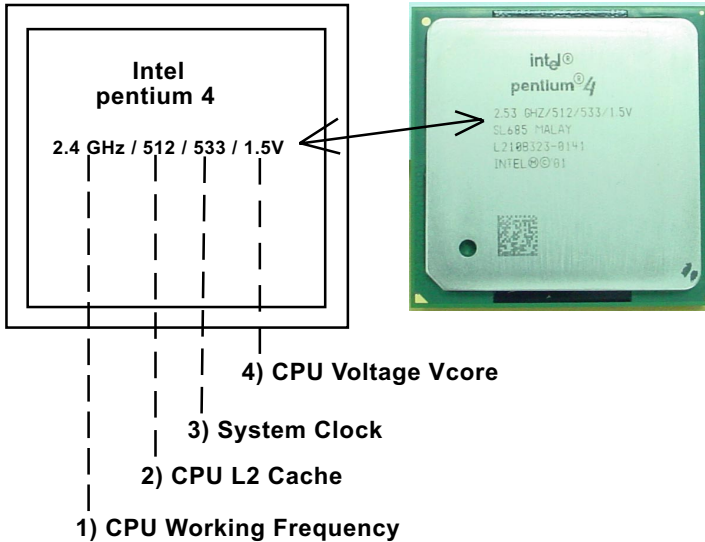 Intel
pentium 4
2.4 GHz / 512 / 533 / 1.5V
intel®
pentium®4
2.53 GHZ/512/533/1.5V
SL685 MALAY
L210B323-0141
INTEL Ⓜ©'01
4) CPU Voltage Vcore
3) System Clock
2) CPU L2 Cache
1) CPU Working Frequency